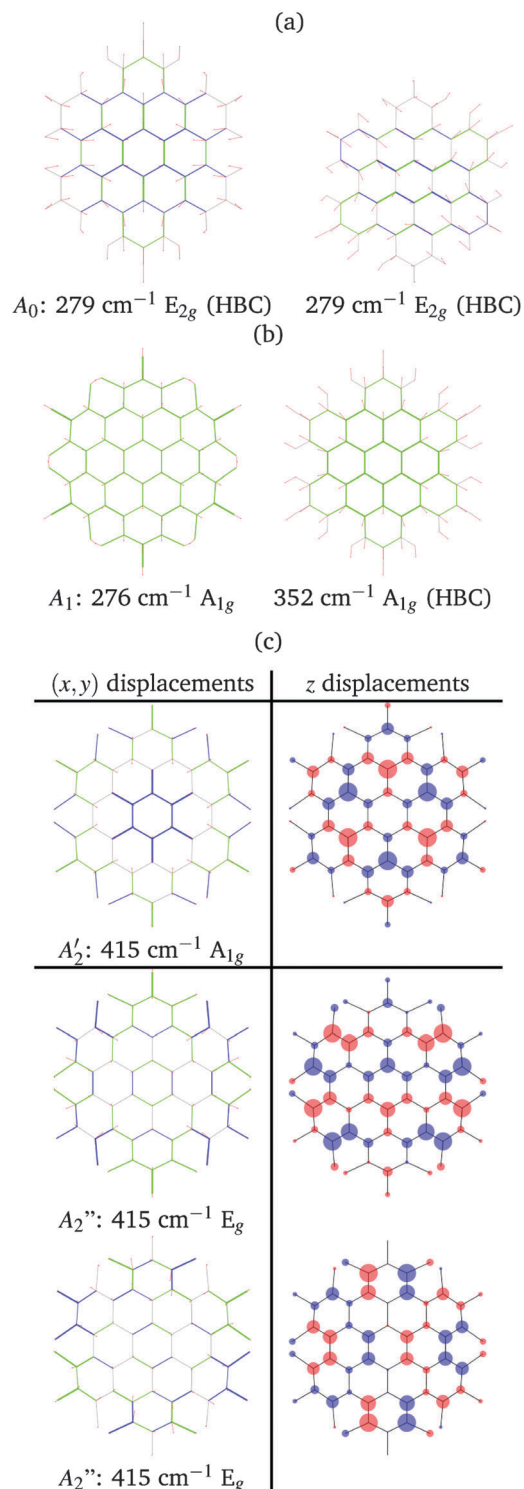 (a)
A₀: 279 cm⁻¹ E₂g (HBC) 279 cm⁻¹ E₂g (HBC)
(b)
A₁: 276 cm⁻¹ A₁g 352 cm⁻¹ A₁g (HBC)
(c)
(x,y) displacements z displacements
A₂′: 415 cm⁻¹ A₁g
A₂”: 415 cm⁻¹ Eg
A₂”: 415 cm⁻¹ Eg